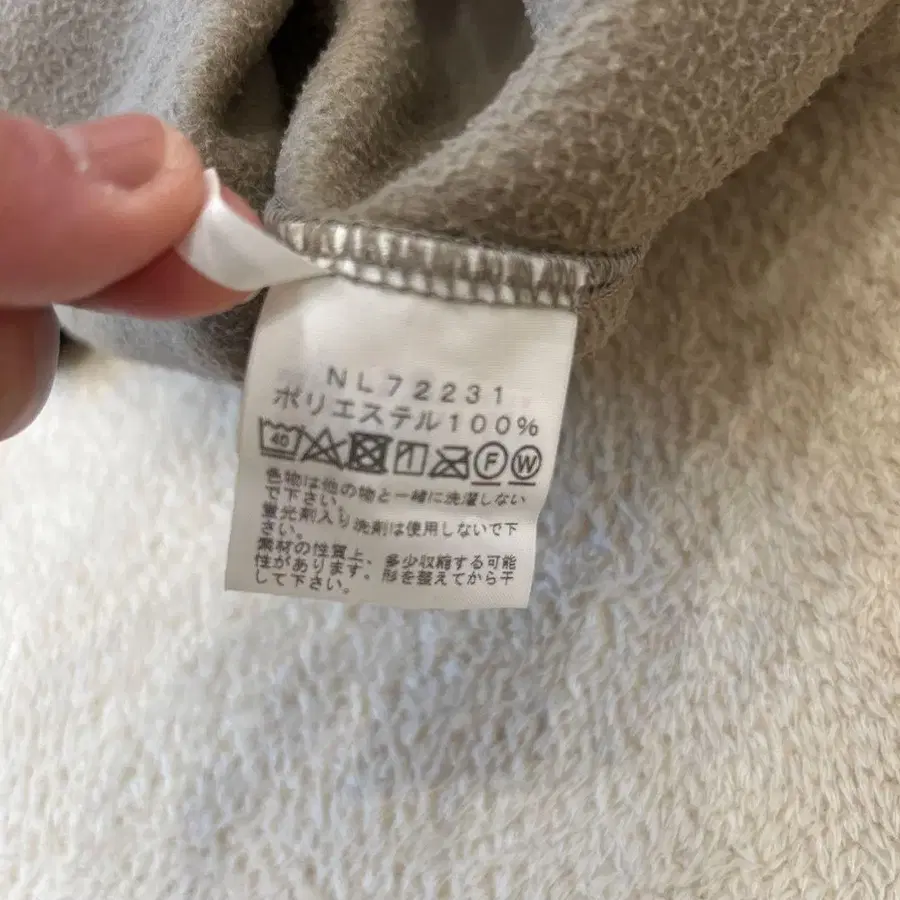 NL72231
ポリエステル100%
40 F W
色物は他の物と一緒に洗濯しない
で下さい。
蛍光剤入り洗剤は使用しないで下
さい。
素材の性質上、多少収縮する可能
性があります。形を整えてから干
して下さい。